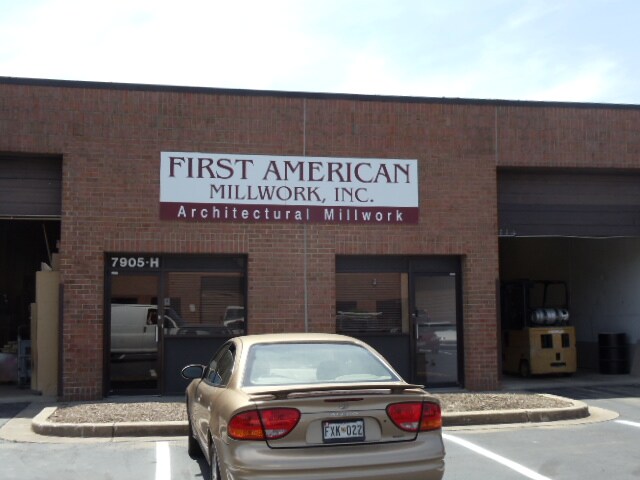 FIRST AMERICAN
MILLWORK, INC.
Architectural Millwork
7905-H
FXK 022